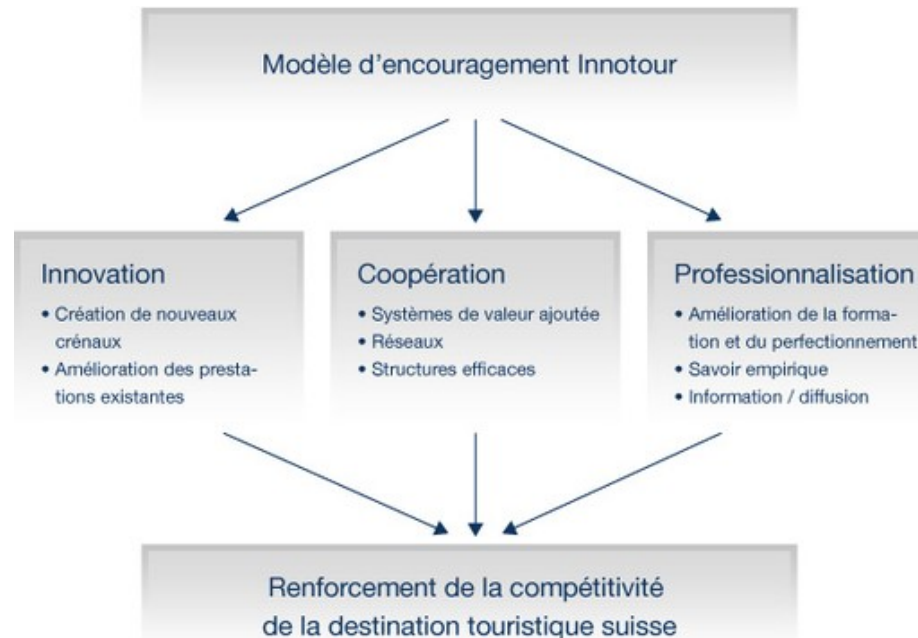 Modèle d'encouragement Innotour
Innovation
• Création de nouveaux
crénaux
• Amélioration des presta-
tions existantes
Coopération
• Systèmes de valeur ajoutée
• Réseaux
• Structures efficaces
Professionnalisation
• Amélioration de la forma-
tion et du perfectionnement
• Savoir empirique
• Information / diffusion
Renforcement de la compétitivité
de la destination touristique suisse